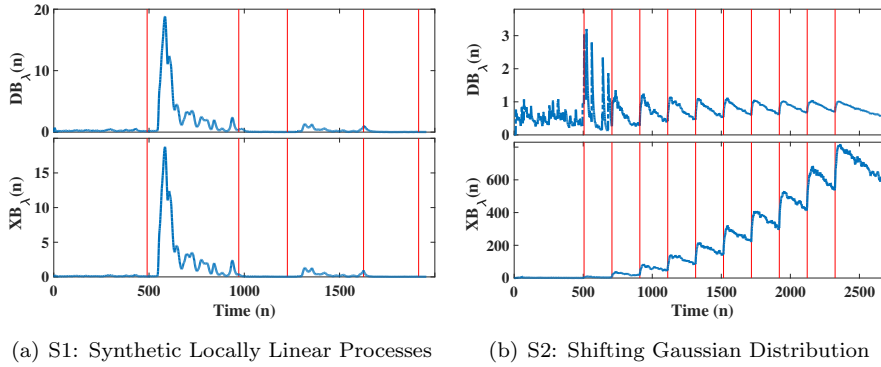 20
10
0
DB_λ(n)
15
10
5
0
XB_λ(n)
0 500 1000 1500
Time (n)
3
2
1
0
DB_λ(n)
600
400
200
0
XB_λ(n)
0 500 1000 1500 2000 2500
Time (n)
(a) S1: Synthetic Locally Linear Processes
(b) S2: Shifting Gaussian Distribution